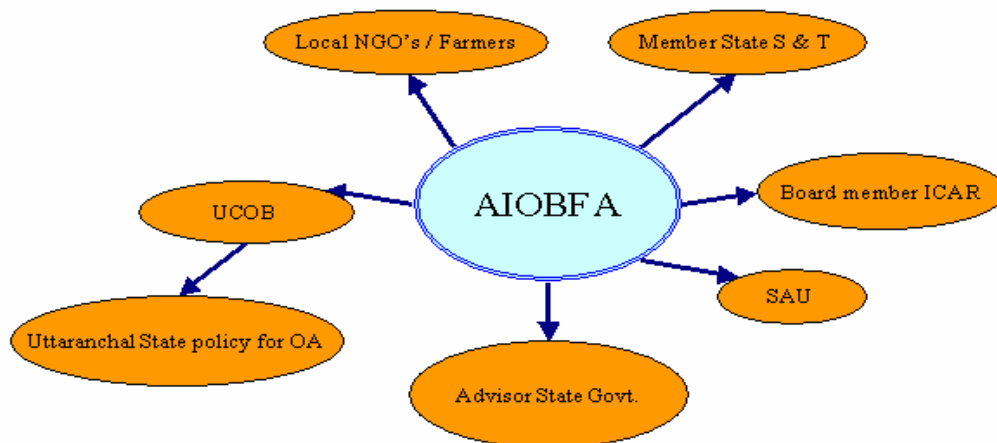 Local NGO's / Farmers
Member State S & T
AIOBFA
Board member ICAR
UCOB
SAU
Uttaranchal State policy for OA
Advisor State Govt.